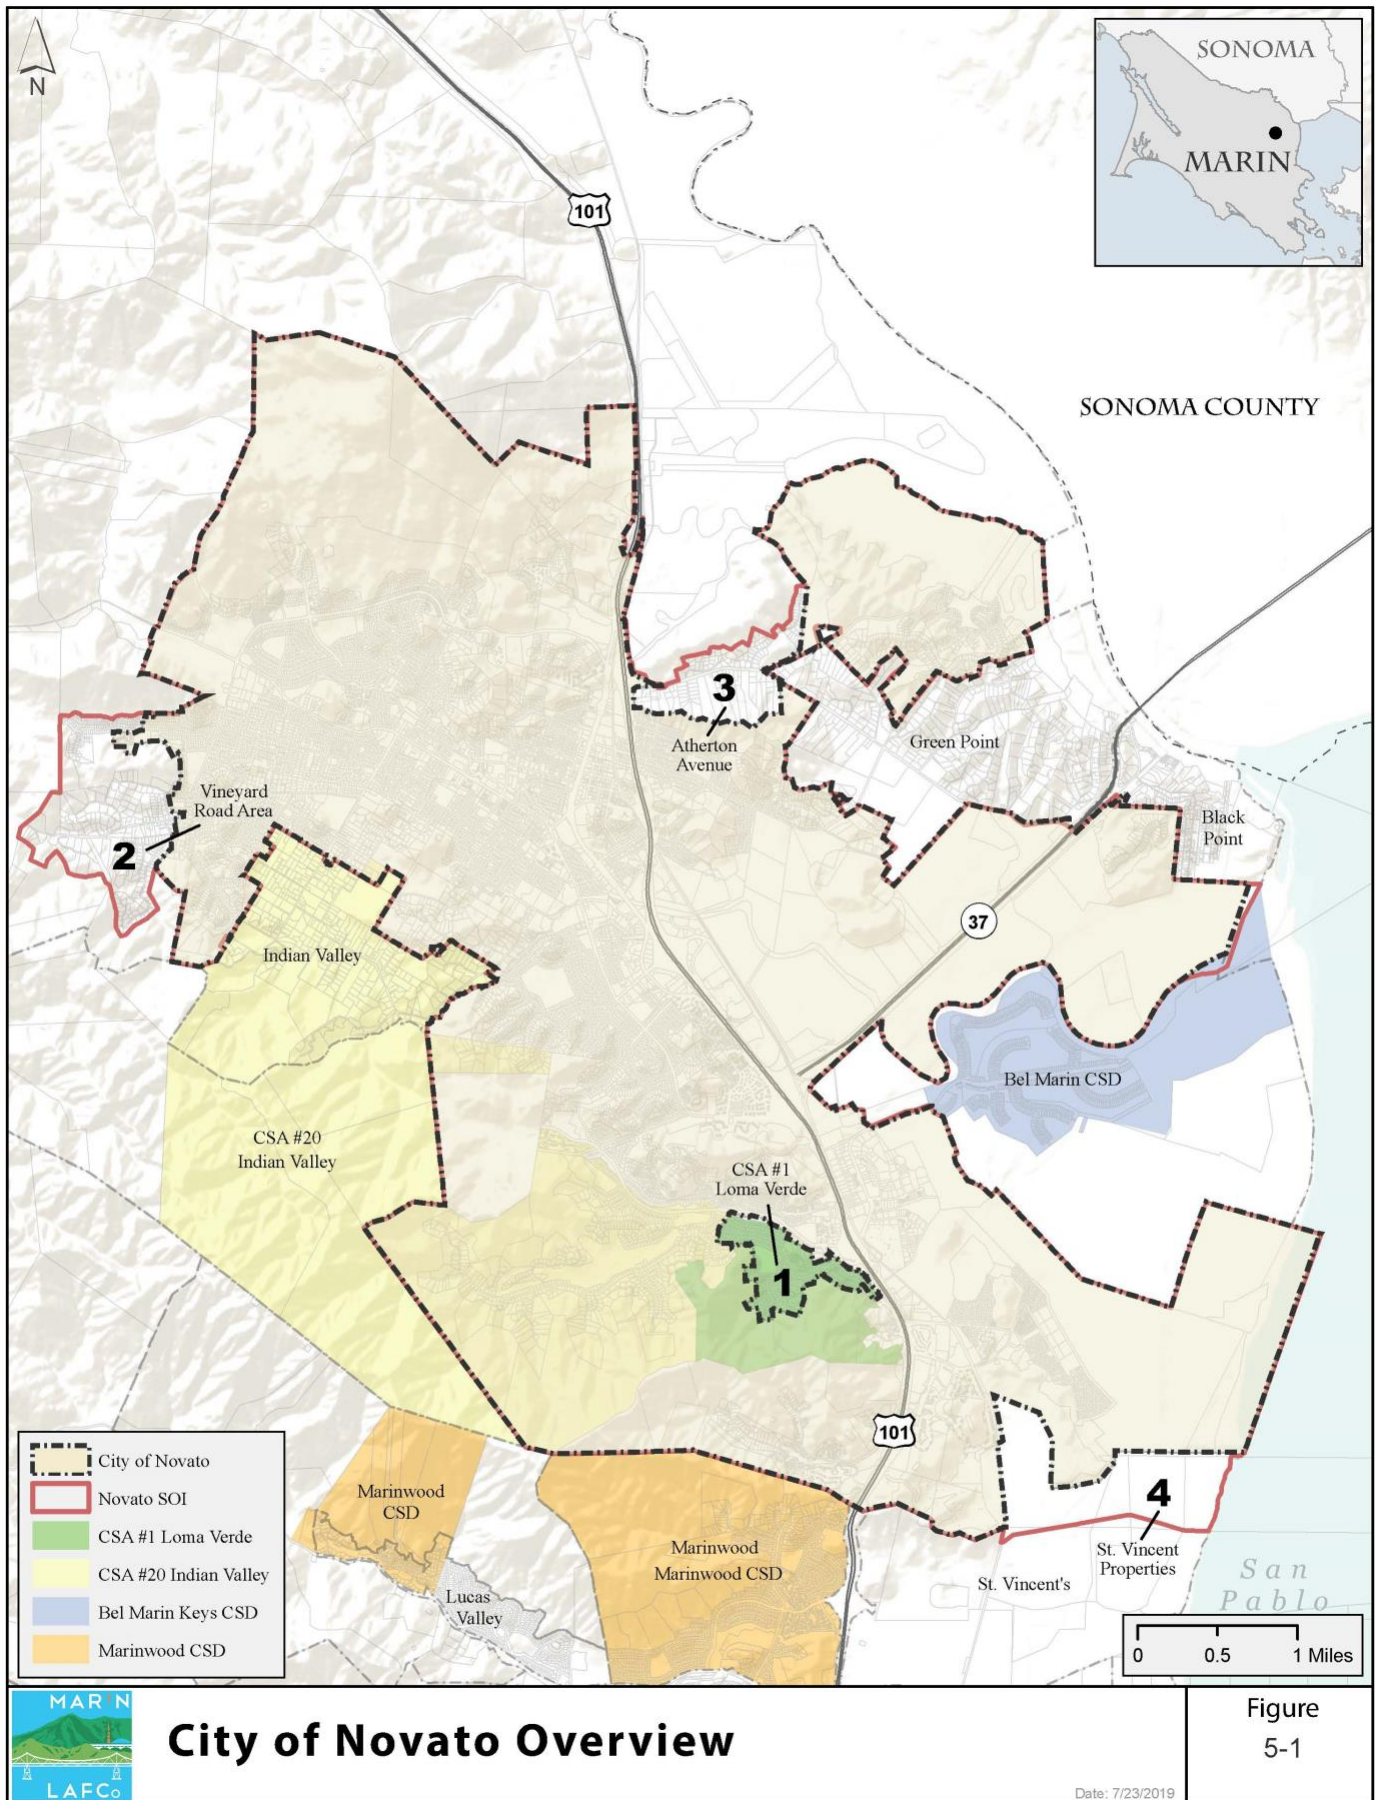 N
SONOMA
MARIN
101
SONOMA COUNTY
3
Atherton
Avenue
Green Point
Vineyard
Road Area
2
Black
Point
37
Indian Valley
Bel Marin CSD
CSA #20
Indian Valley
CSA #1
Loma Verde
1
101
City of Novato
Novato SOI
CSA #1 Loma Verde
CSA #20 Indian Valley
Bel Marin Keys CSD
Marinwood CSD
Marinwood
CSD
Lucas
Valley
Marinwood
Marinwood CSD
4
St. Vincent
Properties
St. Vincent's
San
Pablo
0 0.5 1 Miles
MARIN
LAFCo
City of Novato Overview
Date: 7/23/2019
Figure
5-1